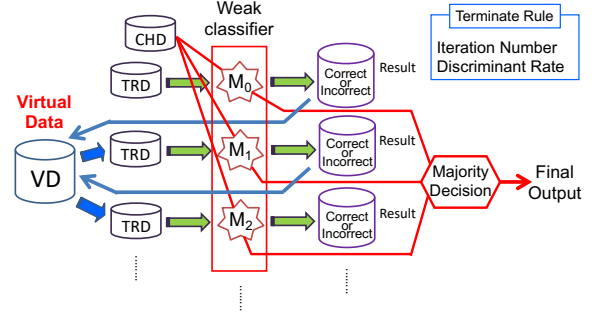 Weak
classifier
Terminate Rule
Iteration Number
Discriminant Rate
CHD
TRD
M0
Correct
or
Incorrect
Result
Virtual
Data
VD
TRD
M1
Correct
or
Incorrect
Result
Majority
Decision
Final
Output
TRD
M2
Correct
or
Incorrect
Result